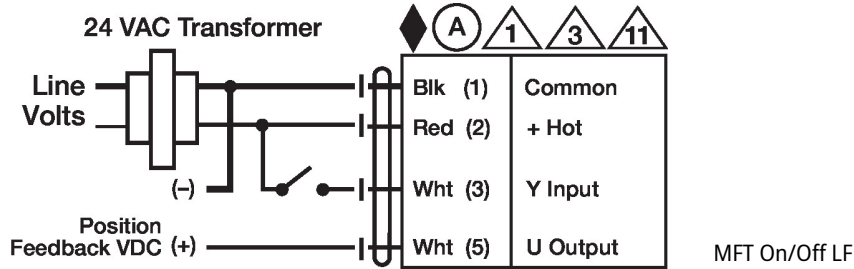 24 VAC Transformer
A 1 3 11
Line
Volts
Blk (1) Common
Red (2) + Hot
(–) Wht (3) Y Input
Position
Feedback VDC (+) Wht (5) U Output
MFT On/Off LF